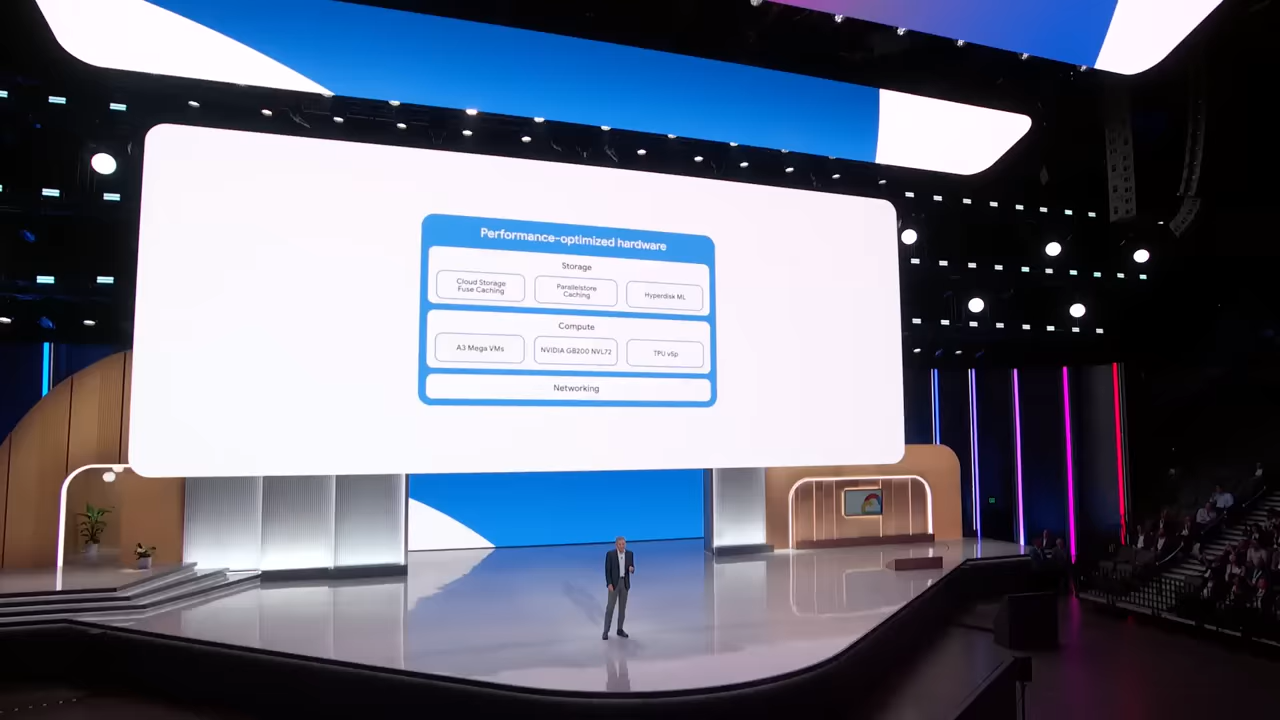 Performance-optimized hardware
Storage
Cloud Storage
Fuse Caching
Parallelstore
Caching
Hyperdisk ML
Compute
A3 Mega VMs
NVIDIA GB200 NVL72
TPU v5p
Networking